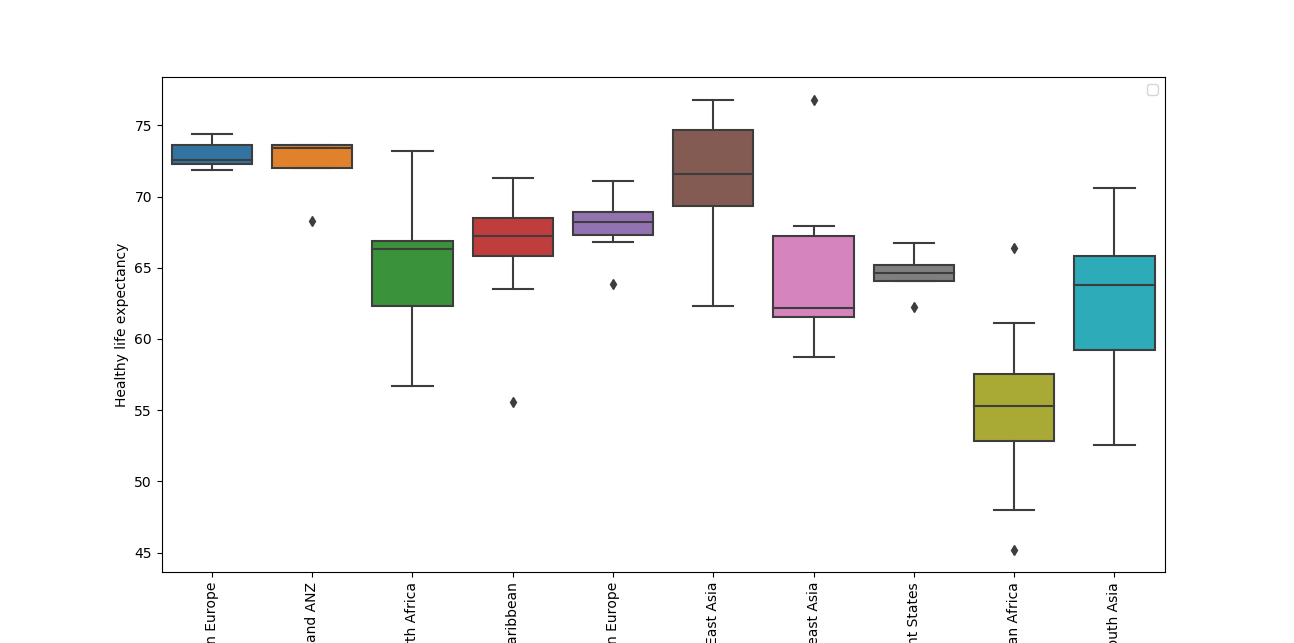 75
70
65
60
55
50
45
Healthy life expectancy
n Europe
and ANZ
th Africa
aribbean
n Europe
East Asia
east Asia
nt States
an Africa
outh Asia